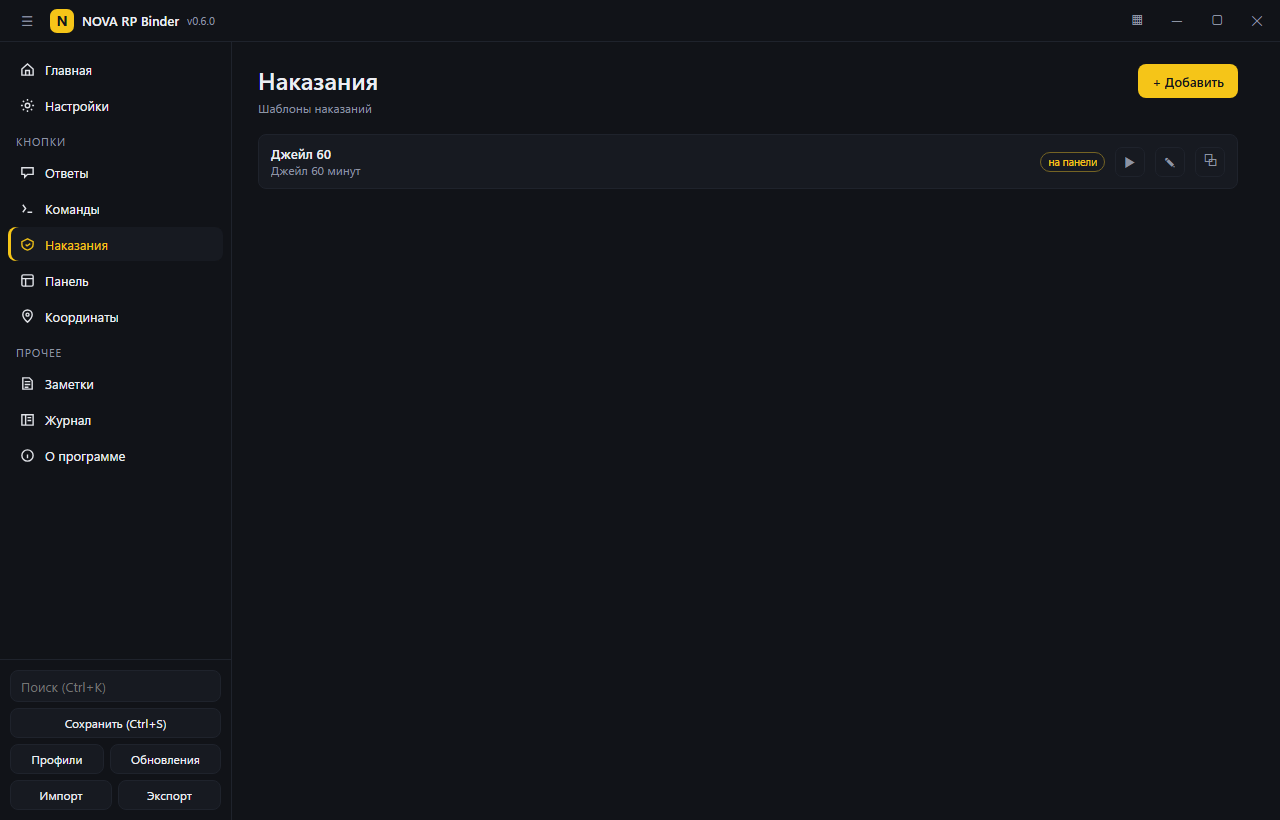 N NOVA RP Binder v0.6.0
Главная
Настройки
КНОПКИ
Ответы
Команды
Наказания
Панель
Координаты
ПРОЧЕЕ
Заметки
Журнал
О программе
Поиск (Ctrl+K)
Сохранить (Ctrl+S)
Профили
Обновления
Импорт
Экспорт
Наказания
+ Добавить
Шаблоны наказаний
Джейл 60
Джейл 60 минут
на панели